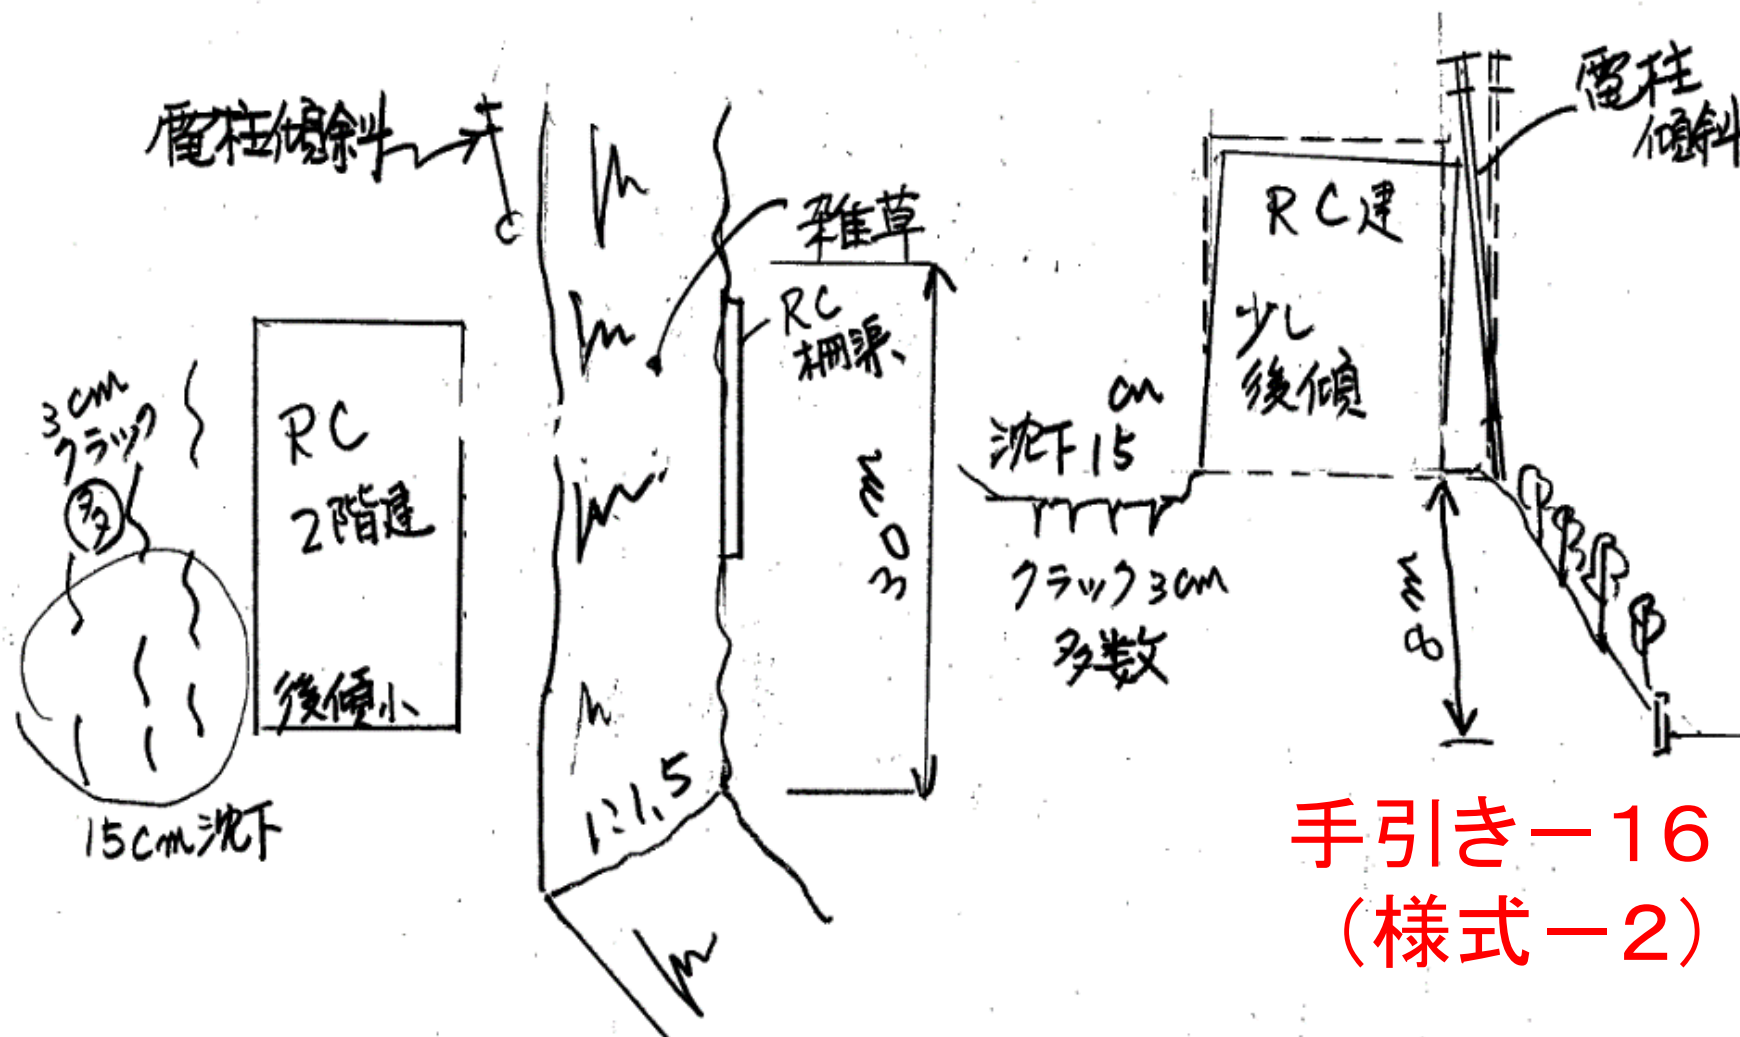 電柱傾斜
雑草
RC
柵渠
30m
3cm
クラック
多
RC
2階建
後傾小
15cm沈下
1:1.5
電柱
傾斜
RC建
少し
後傾
沈下15cm
クラック3cm
多数
8m
手引き－16
（様式－2）